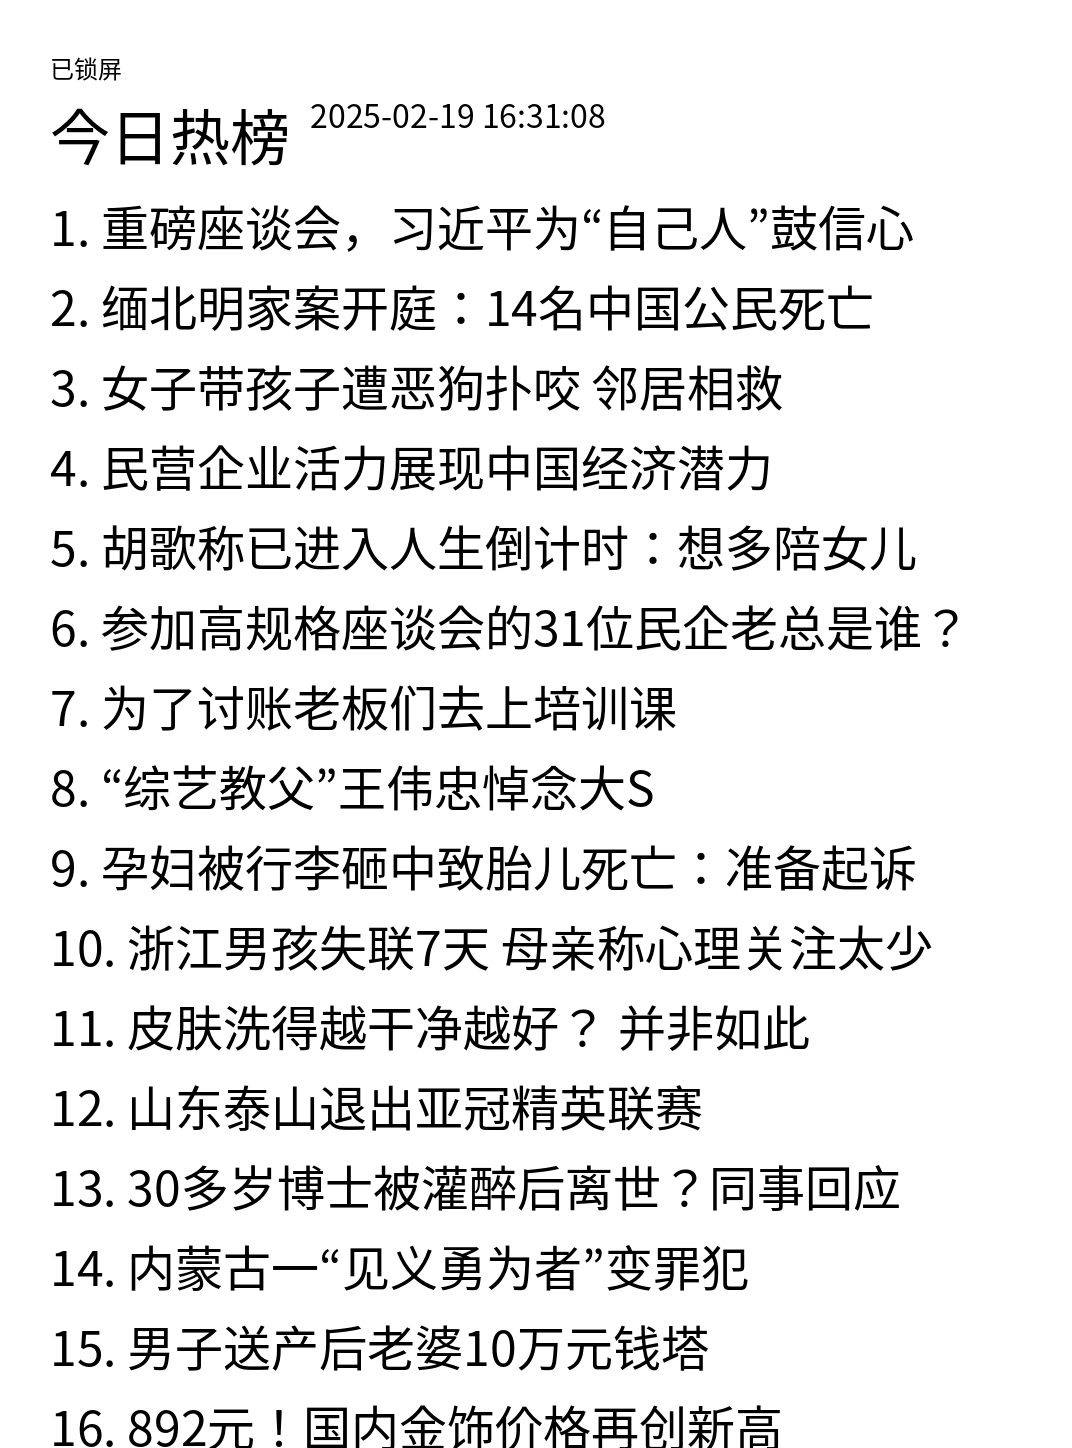 已锁屏
今日热榜 2025-02-19 16:31:08
1. 重磅座谈会，习近平为“自己人”鼓信心
2. 缅北明家案开庭：14名中国公民死亡
3. 女子带孩子遭恶狗扑咬 邻居相救
4. 民营企业活力展现中国经济潜力
5. 胡歌称已进入人生倒计时：想多陪女儿
6. 参加高规格座谈会的31位民企老总是谁？
7. 为了讨账老板们去上培训课
8. “综艺教父”王伟忠悼念大S
9. 孕妇被行李砸中致胎儿死亡：准备起诉
10. 浙江男孩失联7天 母亲称心理关注太少
11. 皮肤洗得越干净越好？ 并非如此
12. 山东泰山退出亚冠精英联赛
13. 30多岁博士被灌醉后离世？同事回应
14. 内蒙古一“见义勇为者”变罪犯
15. 男子送产后老婆10万元钱塔
16. 892元！国内金饰价格再创新高